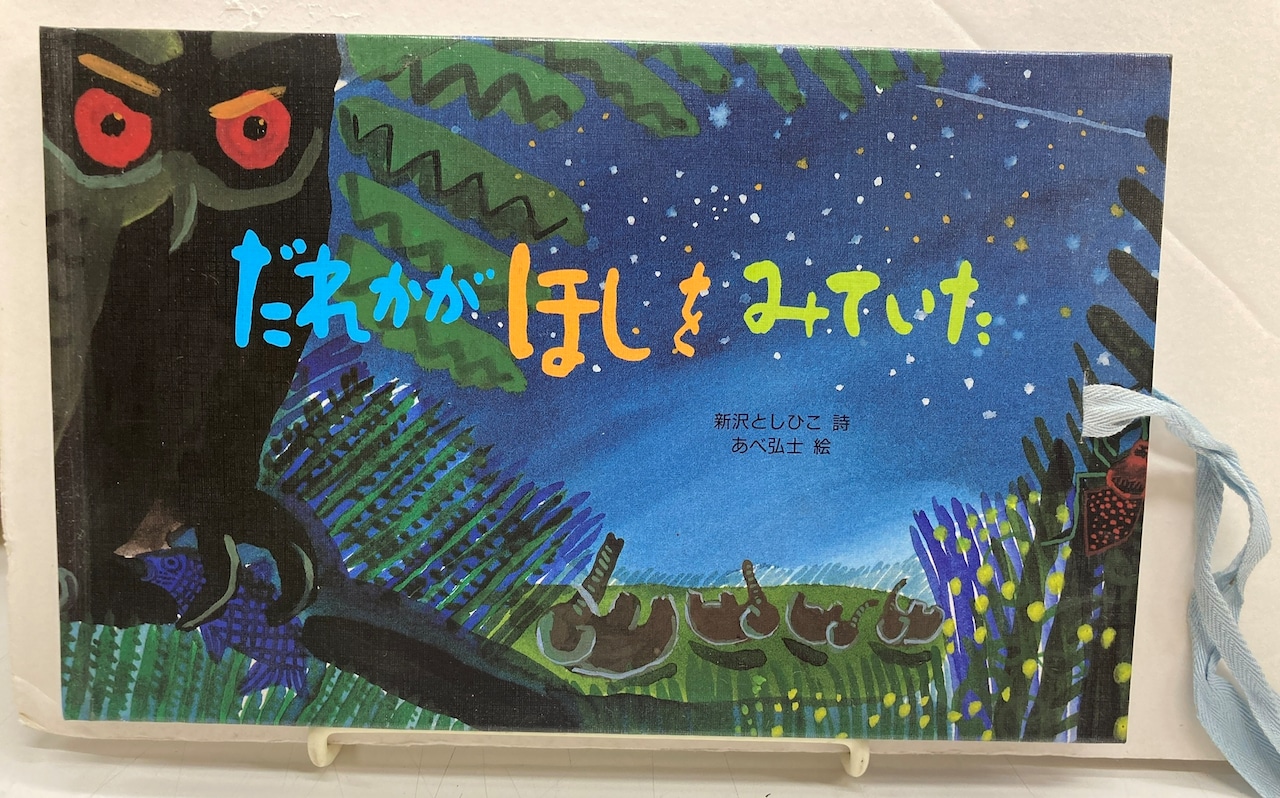 だれかがほしをみていた
新沢としひこ 詩
あべ弘士 絵